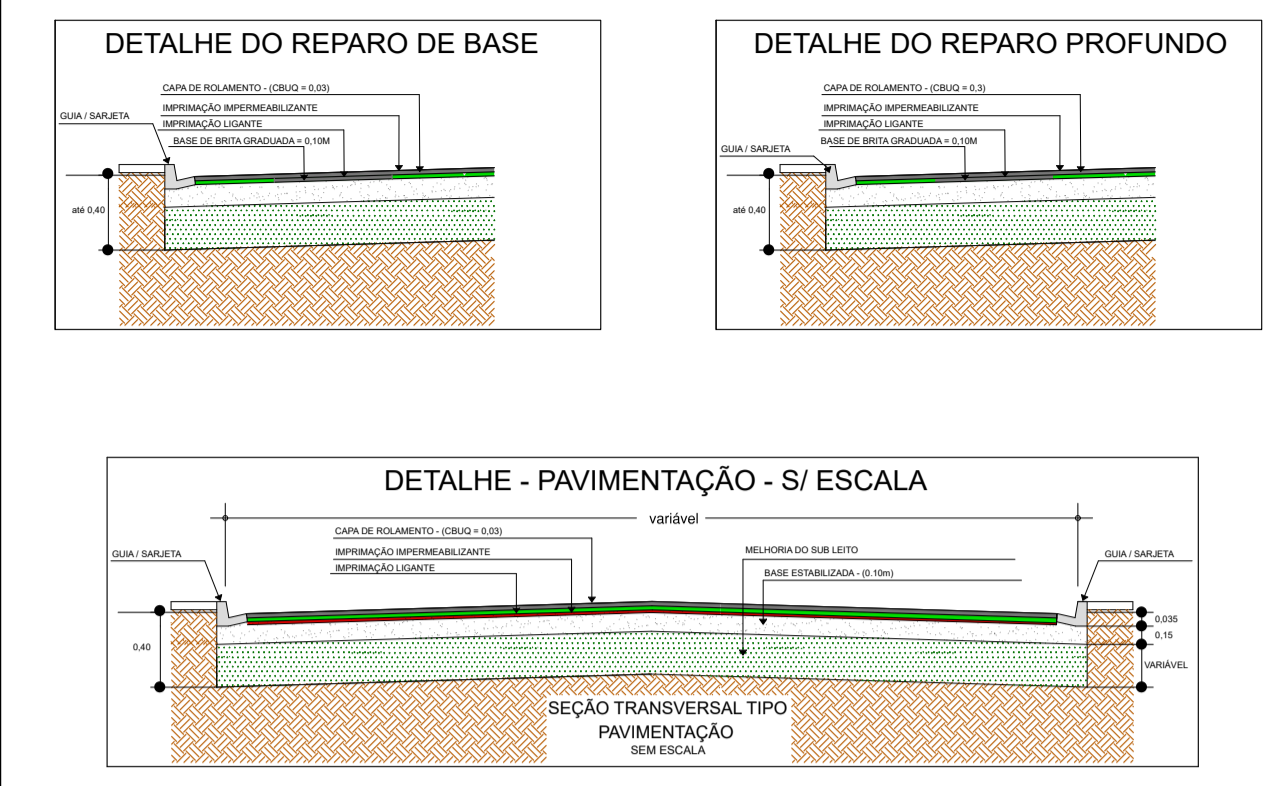 DETALHE DO REPARO DE BASE
CAPA DE ROLAMENTO - (CBUQ = 0,03)
IMPRIMAÇÃO IMPERMEABILIZANTE
GUIA / SARJETA
IMPRIMAÇÃO LIGANTE
BASE DE BRITA GRADUADA = 0,10M
até 0,40
DETALHE DO REPARO PROFUNDO
CAPA DE ROLAMENTO - (CBUQ = 0,3)
IMPRIMAÇÃO IMPERMEABILIZANTE
IMPRIMAÇÃO LIGANTE
BASE DE BRITA GRADUADA = 0,10M
GUIA / SARJETA
até 0,40
DETALHE - PAVIMENTAÇÃO - S/ ESCALA
variável
CAPA DE ROLAMENTO - (CBUQ = 0,03)
IMPRIMAÇÃO IMPERMEABILIZANTE
MELHORIA DO SUB LEITO
GUIA / SARJETA
GUIA / SARJETA
IMPRIMAÇÃO LIGANTE
BASE ESTABILIZADA - (0.10m)
0,035
0,15
0,40
VARIÁVEL
SEÇÃO TRANSVERSAL TIPO
PAVIMENTAÇÃO
SEM ESCALA